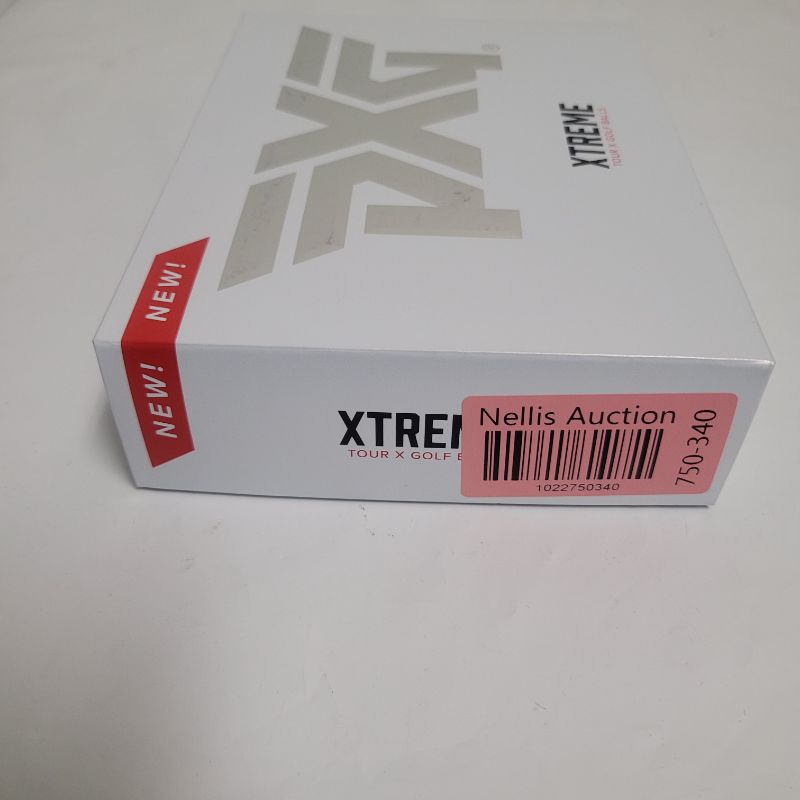 PXG®
XTREME
TOUR X GOLF BALLS
NEW!
NEW!
XTREM
TOUR X GOLF B
Nellis Auction
1022750340
750-340